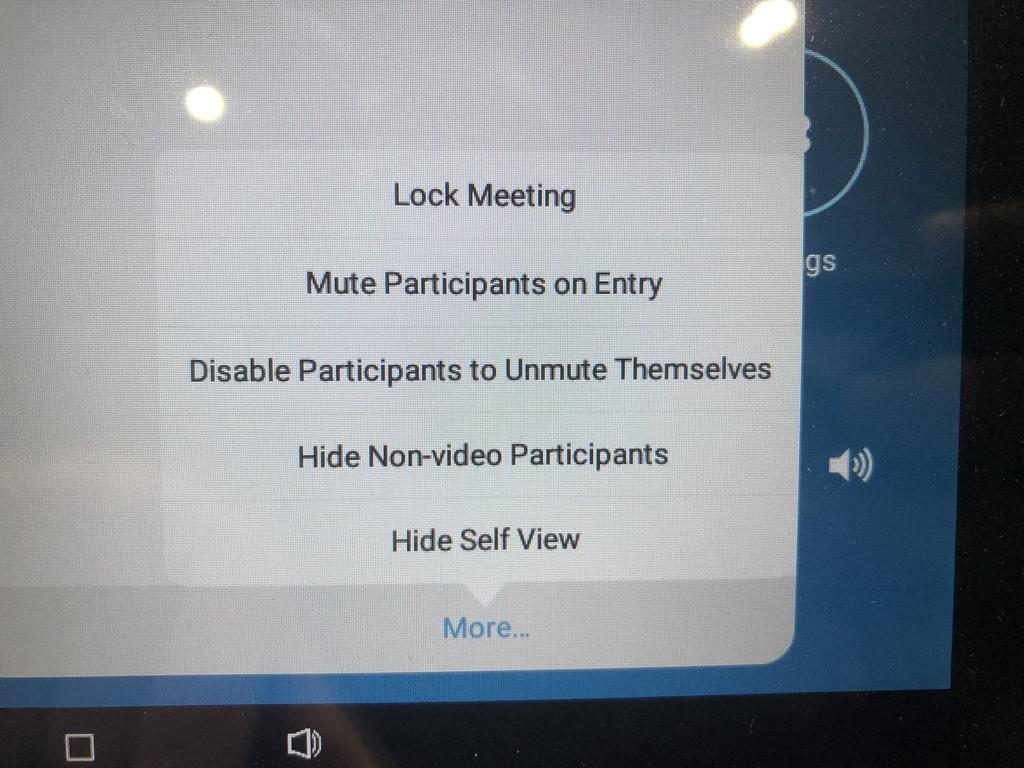 Lock Meeting
Mute Participants on Entry
Disable Participants to Unmute Themselves
Hide Non-video Participants
Hide Self View
More...
gs